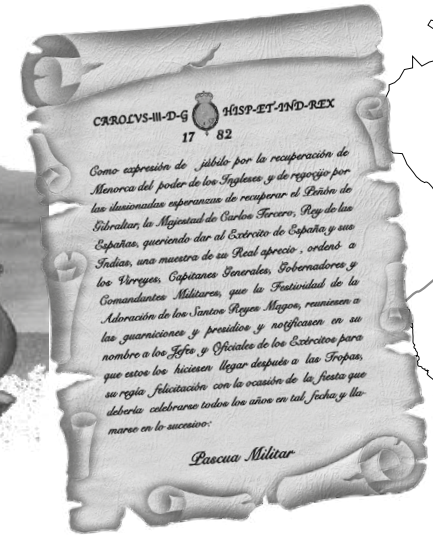 CAROLVS-III-D-G HISP-ET-IND-REX
17 82
Como expresión de júbilo por la recuperación de
Menorca del poder de los Ingleses y de regocijo por
las ilusionadas esperanzas de recuperar el Peñón de
Gibraltar, la Majestad de Carlos Tercero, Rey de las
Españas, queriendo dar al Exército de España y sus
Indias, una muestra de su Real aprecio, ordenó a
los Virreyes, Capitanes Generales, Gobernadores y
Comandantes Militares, que la Festividad de la
Adoración de los Santos Reyes Magos, reuniesen a
las guarniciones y presidios y notificasen en su
nombre a los Jefes y Oficiales de los Exércitos para
que estos los hiciesen llegar después a las Tropas,
su regia felicitación con la ocasión de la fiesta que
debería celebrarse todos los años en tal fecha y lla-
marse en lo sucesivo:
Pascua Militar